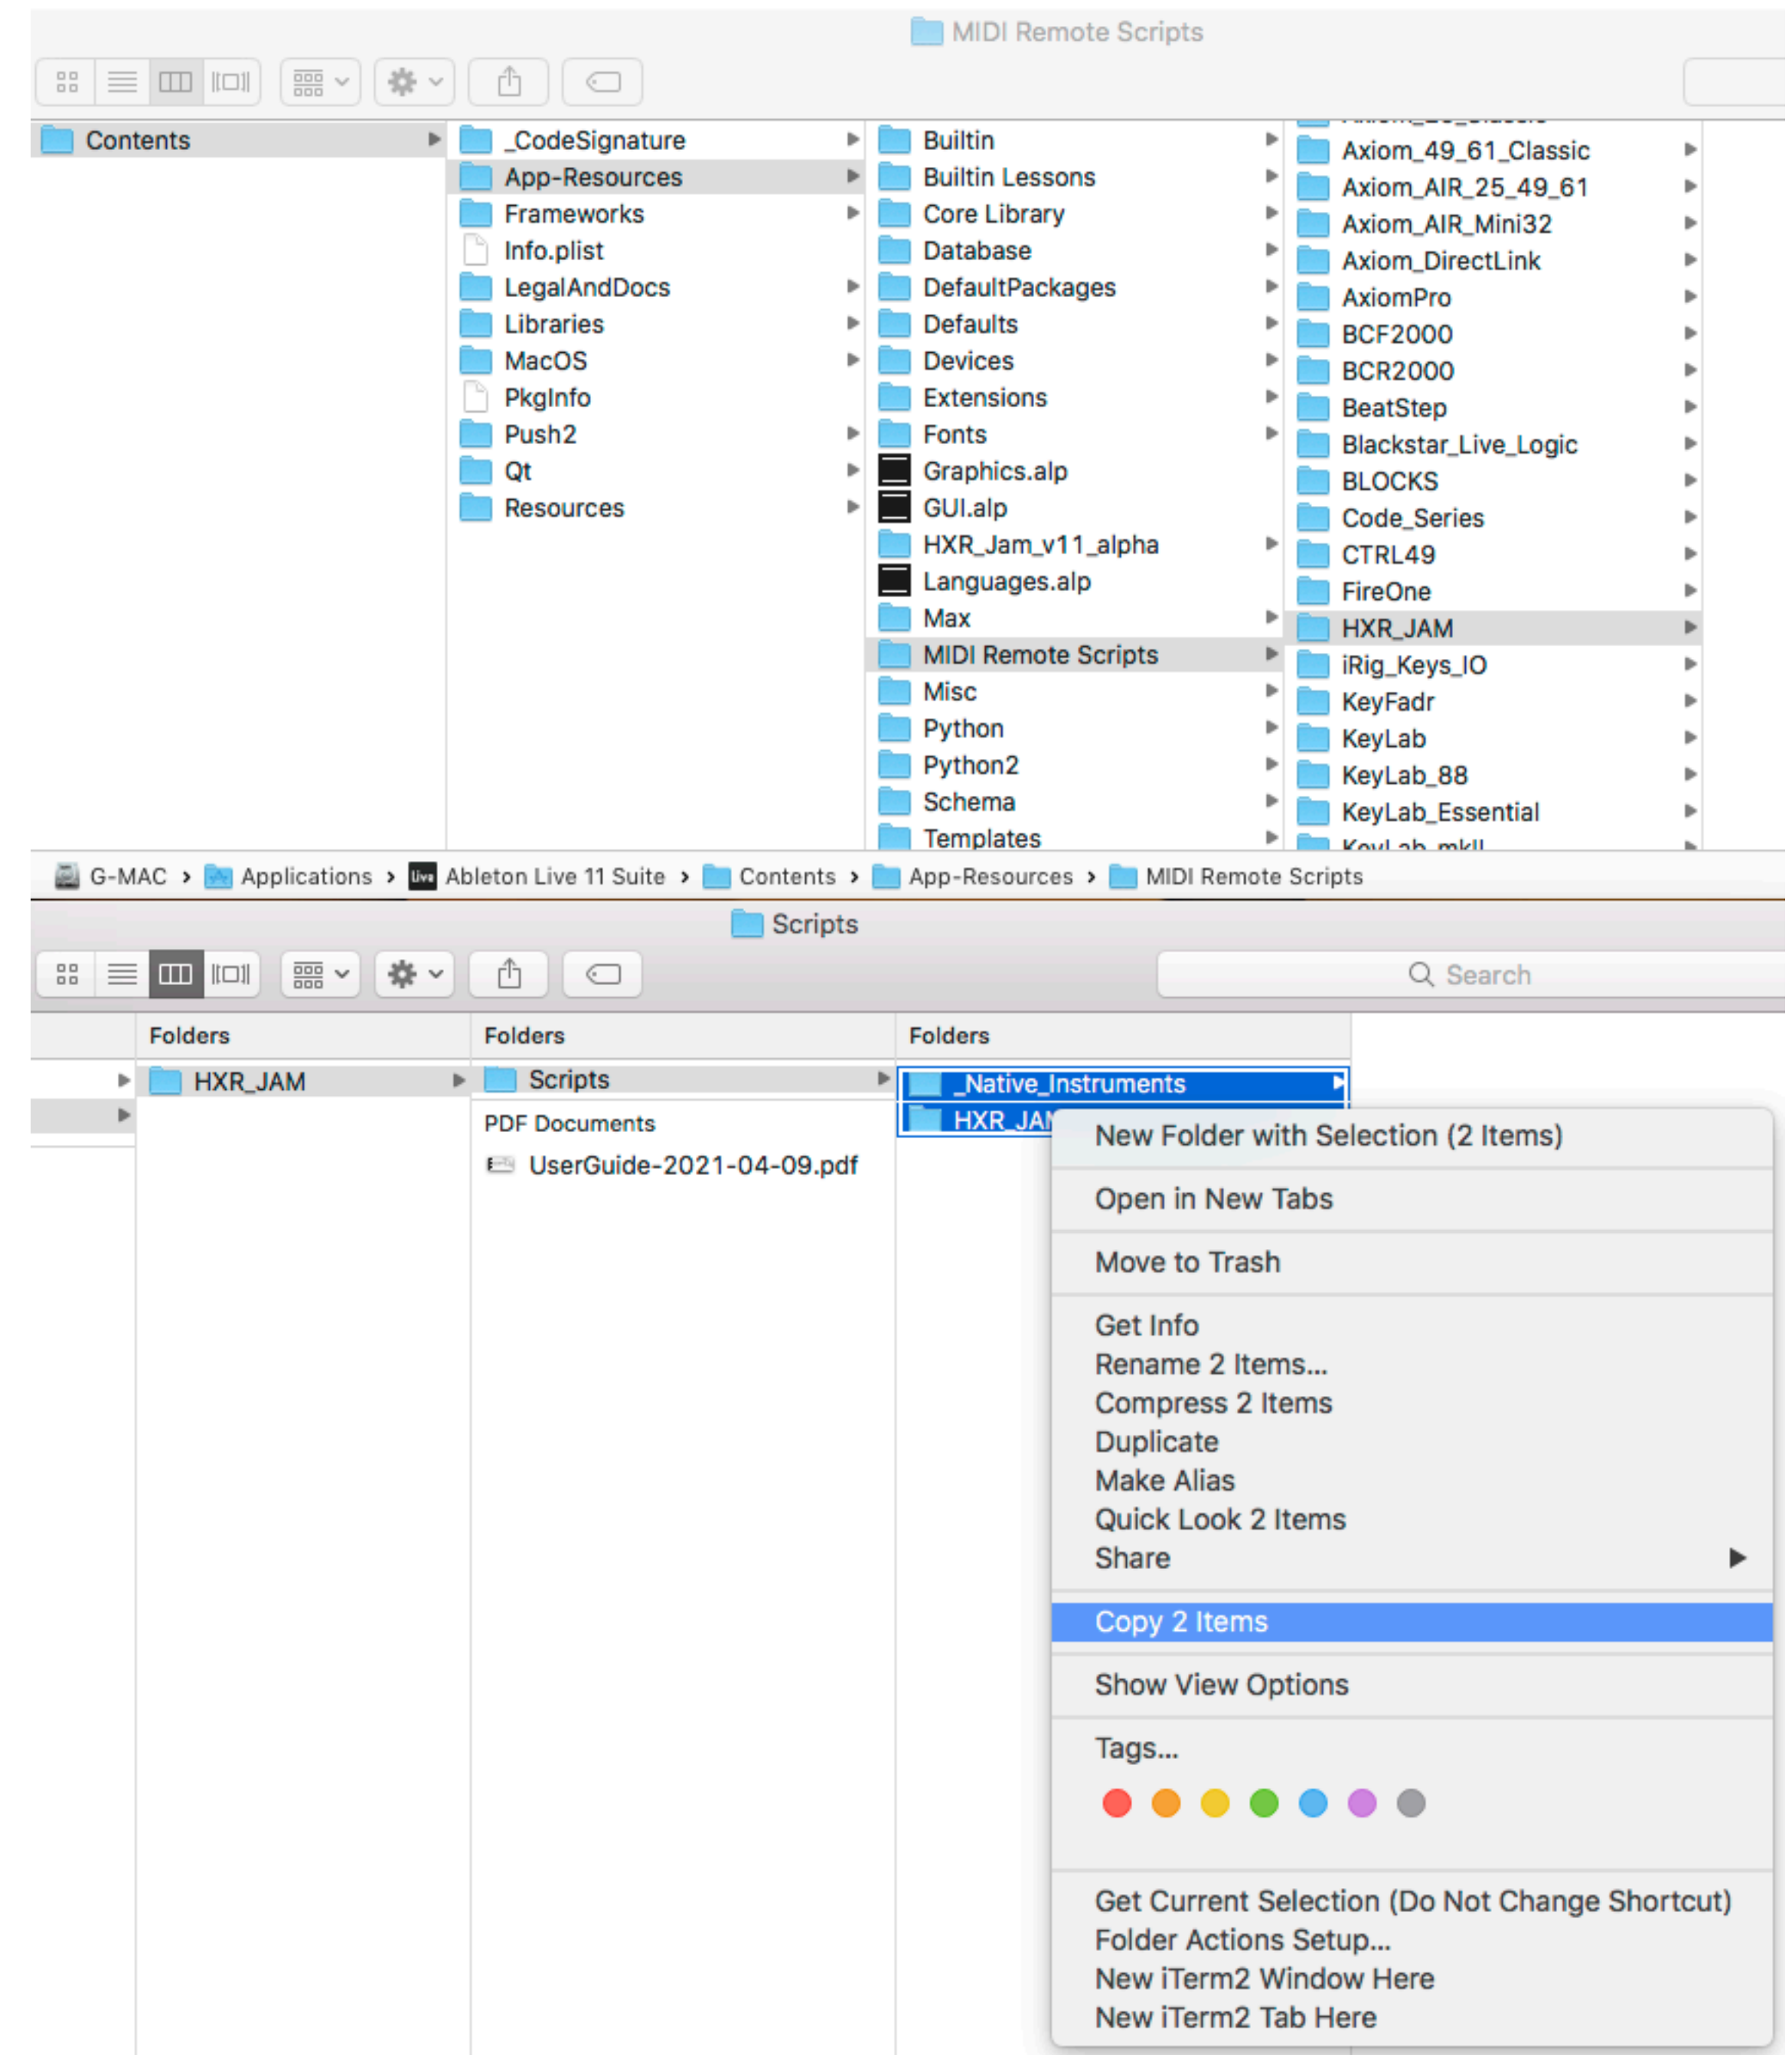 MIDI Remote Scripts
Contents
_CodeSignature
App-Resources
Frameworks
Info.plist
LegalAndDocs
Libraries
MacOS
PkgInfo
Push2
Qt
Resources
Builtin
Builtin Lessons
Core Library
Database
DefaultPackages
Defaults
Devices
Extensions
Fonts
Graphics.alp
GUI.alp
HXR_Jam_v11_alpha
Languages.alp
Max
MIDI Remote Scripts
Misc
Python
Python2
Schema
Templates
Axiom_49_61_Classic
Axiom_AIR_25_49_61
Axiom_AIR_Mini32
Axiom_DirectLink
AxiomPro
BCF2000
BCR2000
BeatStep
Blackstar_Live_Logic
BLOCKS
Code_Series
CTRL49
FireOne
HXR_JAM
iRig_Keys_IO
KeyFadr
KeyLab
KeyLab_88
KeyLab_Essential
KeyLab_mkII
G-MAC › Applications › Live Ableton Live 11 Suite › Contents › App-Resources › MIDI Remote Scripts
Scripts
Search
Folders
Folders
Folders
HXR_JAM
Scripts
PDF Documents
UserGuide-2021-04-09.pdf
_Native_Instruments
HXR_JAM
New Folder with Selection (2 Items)
Open in New Tabs
Move to Trash
Get Info
Rename 2 Items...
Compress 2 Items
Duplicate
Make Alias
Quick Look 2 Items
Share
Copy 2 Items
Show View Options
Tags...
Get Current Selection (Do Not Change Shortcut)
Folder Actions Setup...
New iTerm2 Window Here
New iTerm2 Tab Here